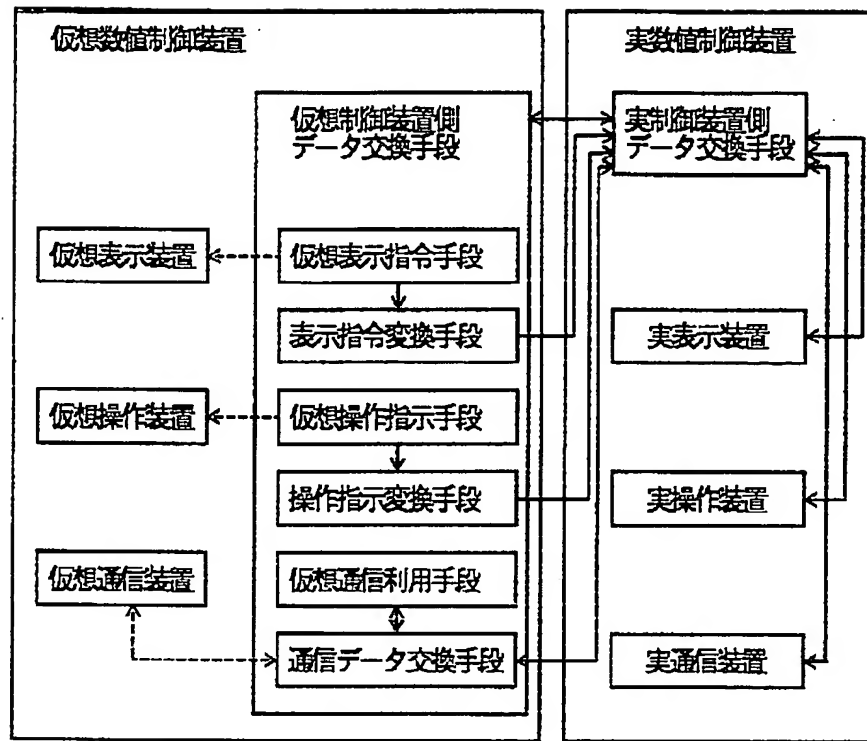 仮想数値制御装置
仮想制御装置側
データ交換手段
仮想表示装置
仮想表示指令手段
表示指令変換手段
仮想操作装置
仮想操作指示手段
操作指示変換手段
仮想通信装置
仮想通信利用手段
通信データ交換手段
実数値制御装置
実制御装置側
データ交換手段
実表示装置
実操作装置
実通信装置